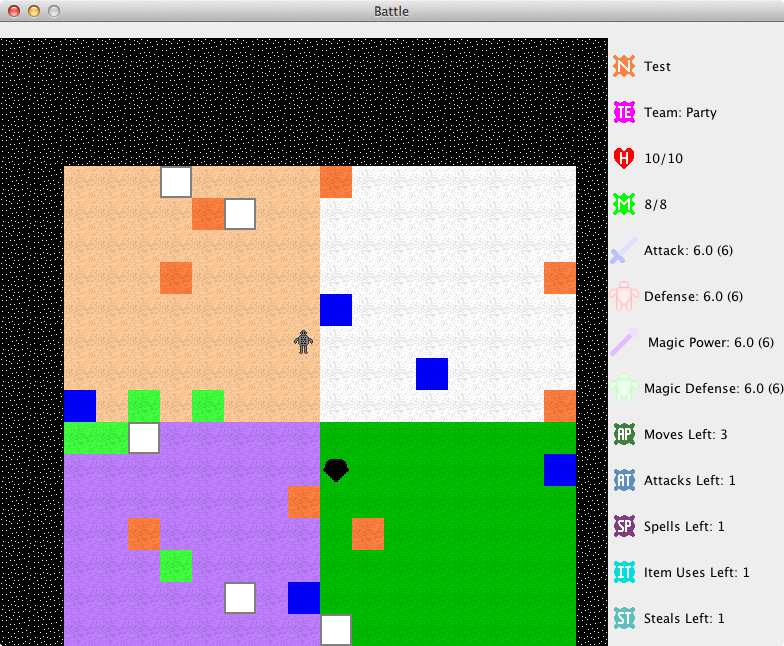 Battle
N Test
TE Team: Party
H 10/10
M 8/8
Attack: 6.0 (6)
Defense: 6.0 (6)
Magic Power: 6.0 (6)
Magic Defense: 6.0 (6)
AP Moves Left: 3
AT Attacks Left: 1
SP Spells Left: 1
IT Item Uses Left: 1
ST Steals Left: 1